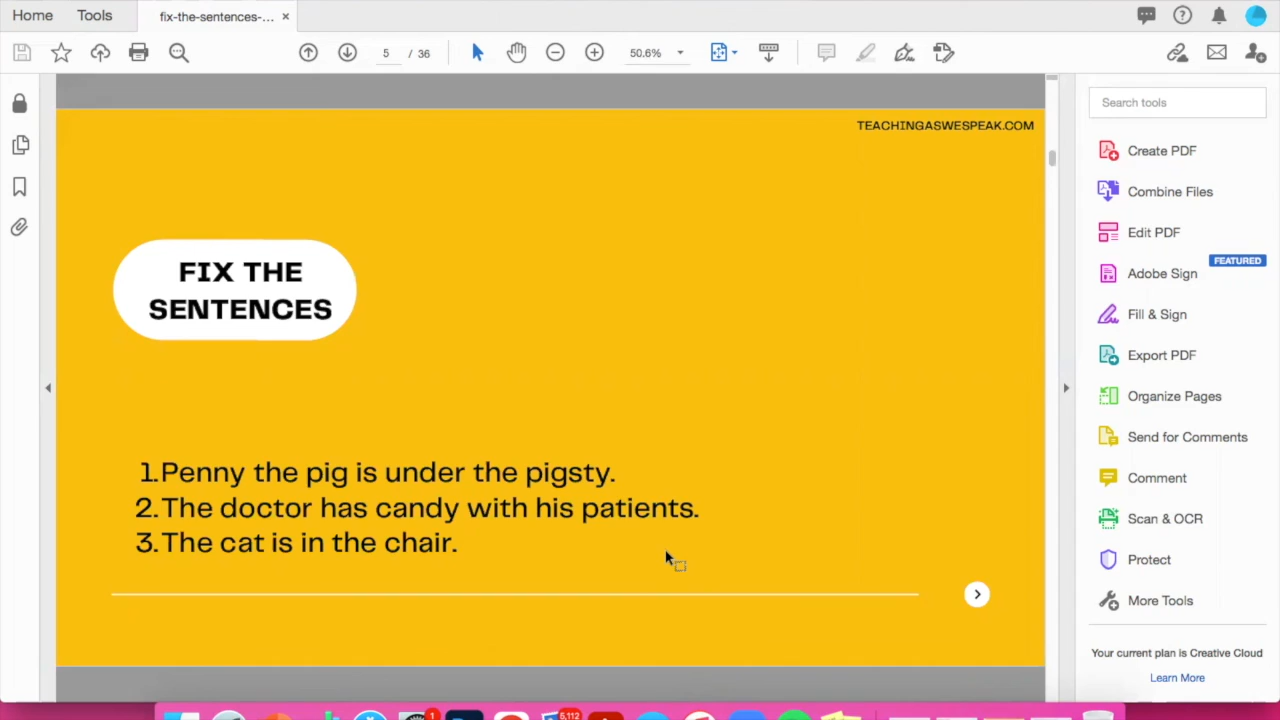 Home
Tools
fix-the-sentences-...
5
/ 36
50.6%
TEACHINGASWESPEAK.COM
FIX THE
SENTENCES
1.Penny the pig is under the pigsty.
2.The doctor has candy with his patients.
3.The cat is in the chair.
Search tools
Create PDF
Combine Files
Edit PDF
FEATURED
Adobe Sign
Fill & Sign
Export PDF
Organize Pages
Send for Comments
Comment
Scan & OCR
Protect
More Tools
Your current plan is Creative Cloud
Learn More
1
6,112